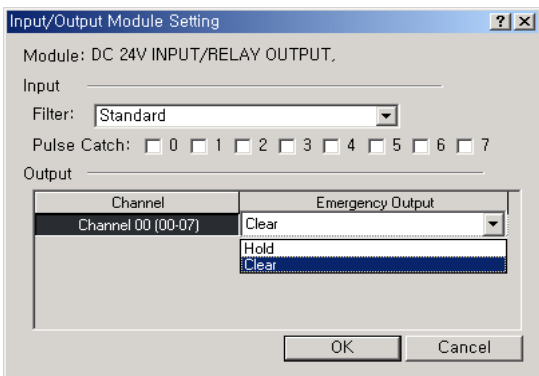 Input/Output Module Setting
Module: DC 24V INPUT/RELAY OUTPUT,
Input
Filter: Standard
Pulse Catch: 0 1 2 3 4 5 6 7
Output
Channel Emergency Output
Channel 00 (00-07) Clear
Hold
Clear
OK Cancel